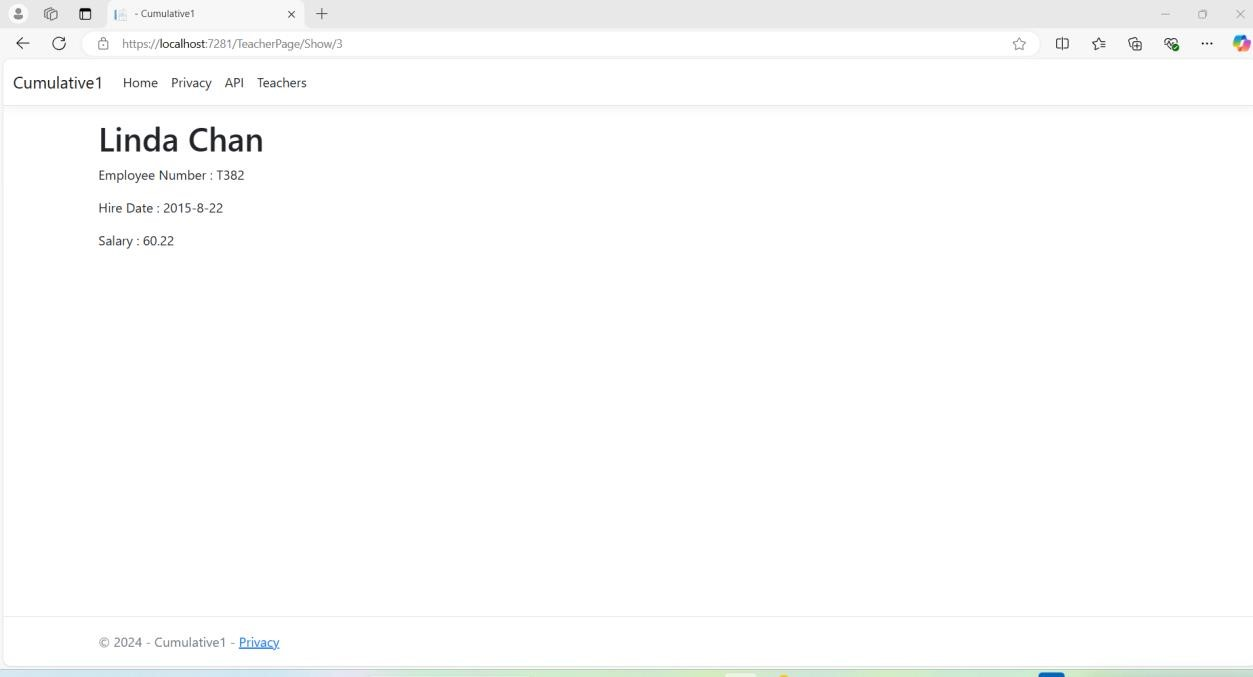 - Cumulative1
https://localhost:7281/TeacherPage/Show/3
Cumulative1 Home Privacy API Teachers
Linda Chan
Employee Number : T382
Hire Date : 2015-8-22
Salary : 60.22
© 2024 - Cumulative1 - Privacy